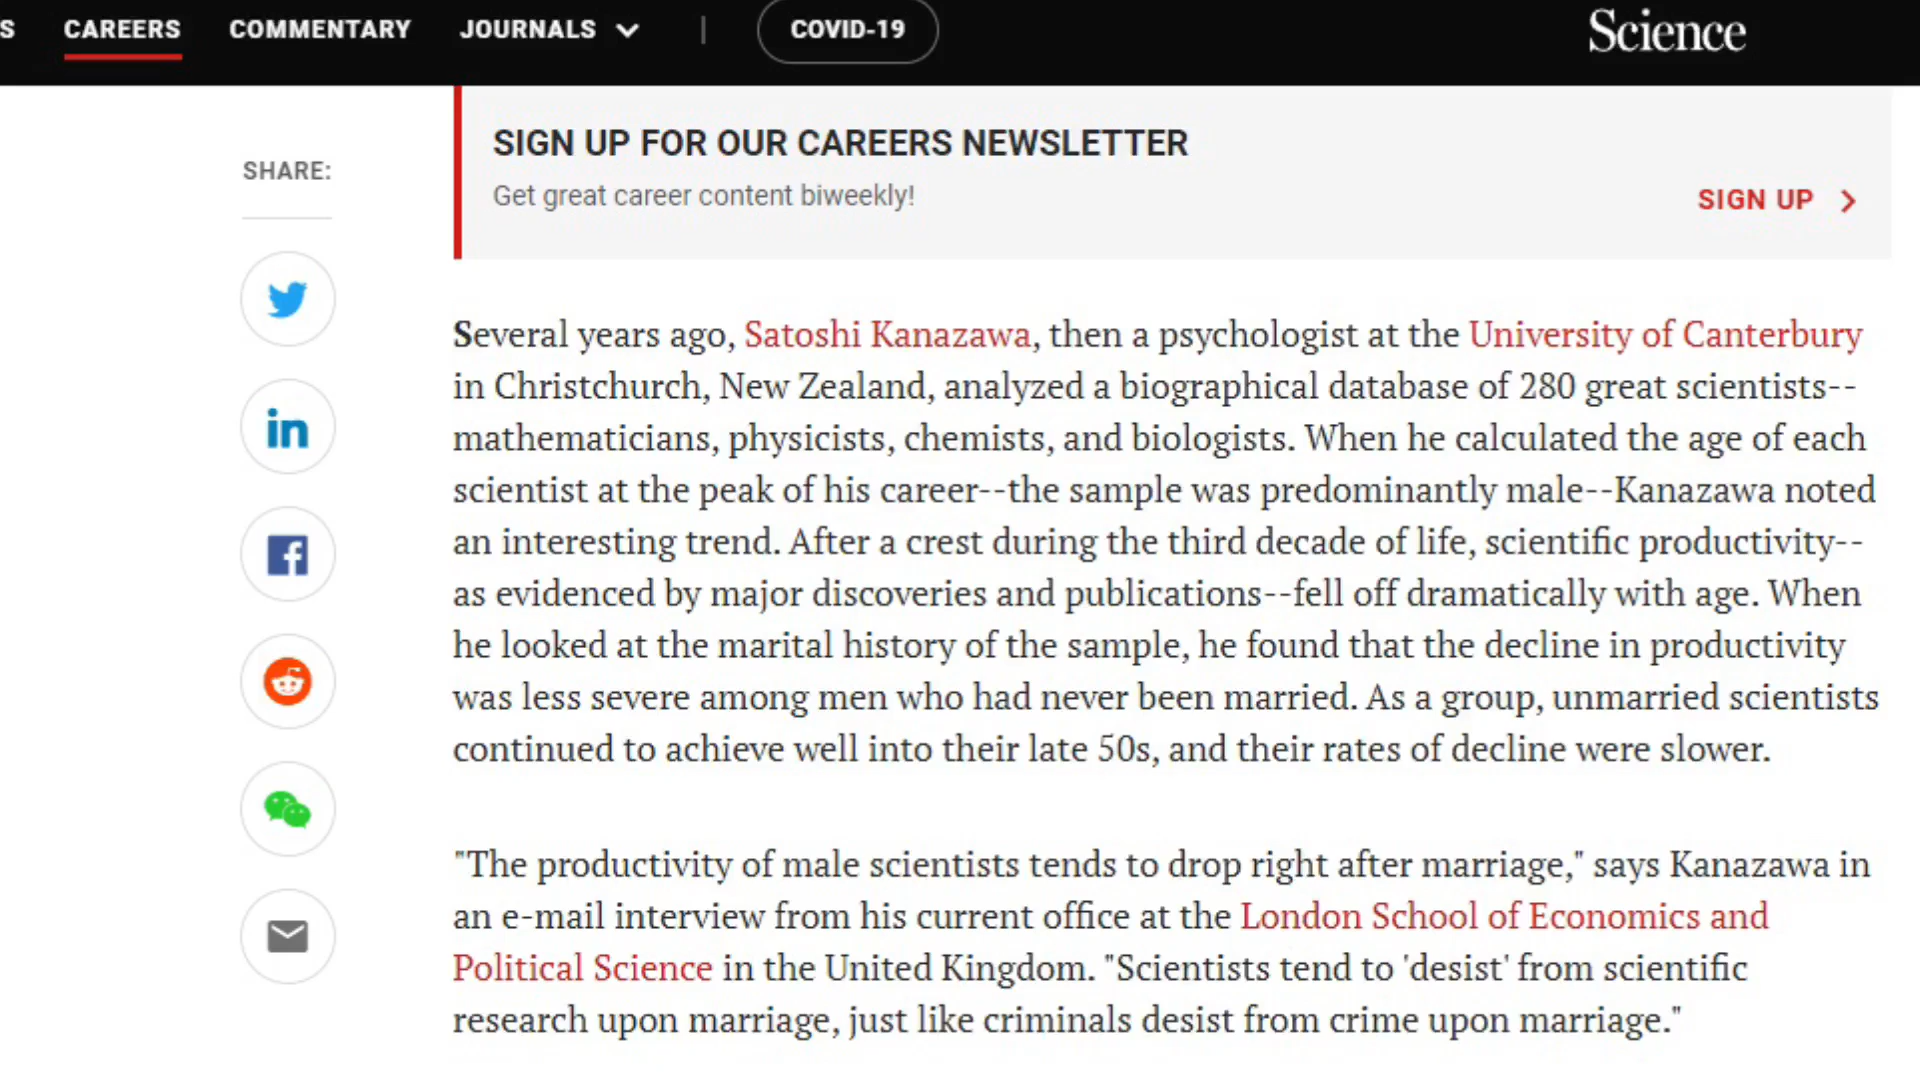 S CAREERS COMMENTARY JOURNALS | COVID-19 Science
SIGN UP FOR OUR CAREERS NEWSLETTER
Get great career content biweekly!
SIGN UP
SHARE:
Several years ago, Satoshi Kanazawa, then a psychologist at the University of Canterbury
in Christchurch, New Zealand, analyzed a biographical database of 280 great scientists--
mathematicians, physicists, chemists, and biologists. When he calculated the age of each
scientist at the peak of his career--the sample was predominantly male--Kanazawa noted
an interesting trend. After a crest during the third decade of life, scientific productivity--
as evidenced by major discoveries and publications--fell off dramatically with age. When
he looked at the marital history of the sample, he found that the decline in productivity
was less severe among men who had never been married. As a group, unmarried scientists
continued to achieve well into their late 50s, and their rates of decline were slower.
"The productivity of male scientists tends to drop right after marriage," says Kanazawa in
an e-mail interview from his current office at the London School of Economics and
Political Science in the United Kingdom. "Scientists tend to 'desist' from scientific
research upon marriage, just like criminals desist from crime upon marriage."